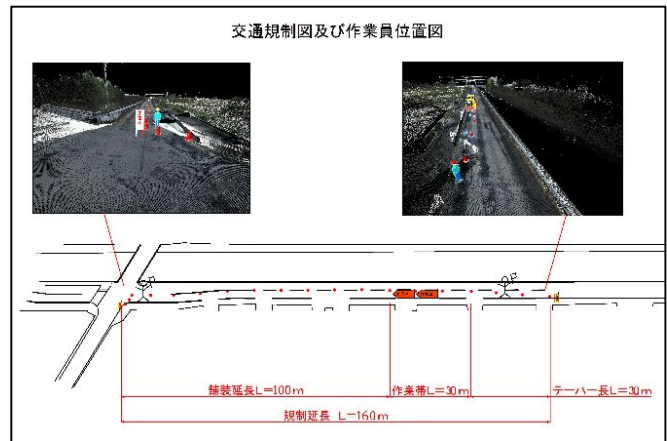 交通規制図及び作業員位置図
舗装延長L=100m
作業帯L=30m
テーパー長L=30m
規制延長 L=160m